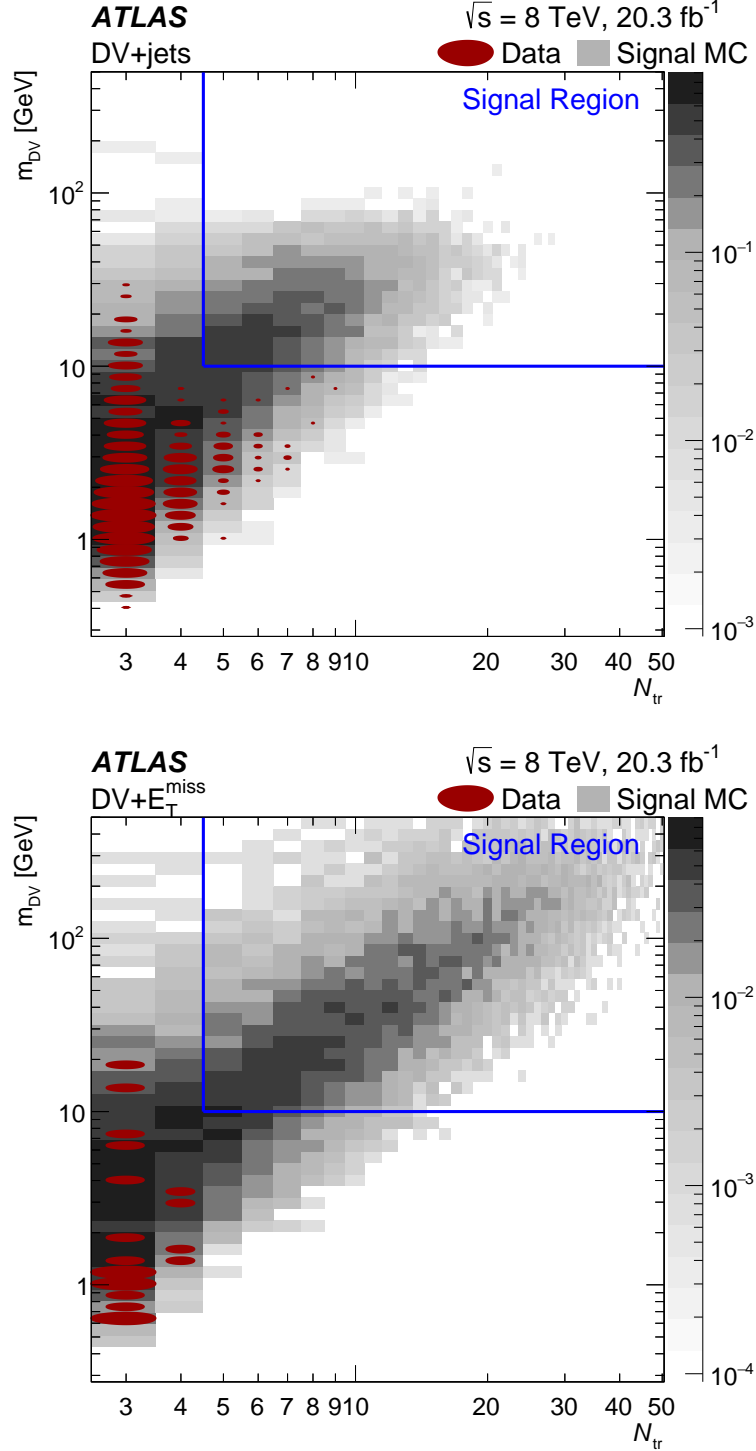 ATLAS √s = 8 TeV, 20.3 fb⁻¹
DV+jets Data Signal MC
Signal Region
m_DV [GeV]
10²
10
1
10⁻¹
10⁻²
10⁻³
3 4 5 6 7 8 9 10 20 30 40 50
N_tr
ATLAS √s = 8 TeV, 20.3 fb⁻¹
DV+E_T^miss Data Signal MC
Signal Region
m_DV [GeV]
10²
10
1
10⁻²
10⁻³
10⁻⁴
3 4 5 6 7 8 9 10 20 30 40 50
N_tr